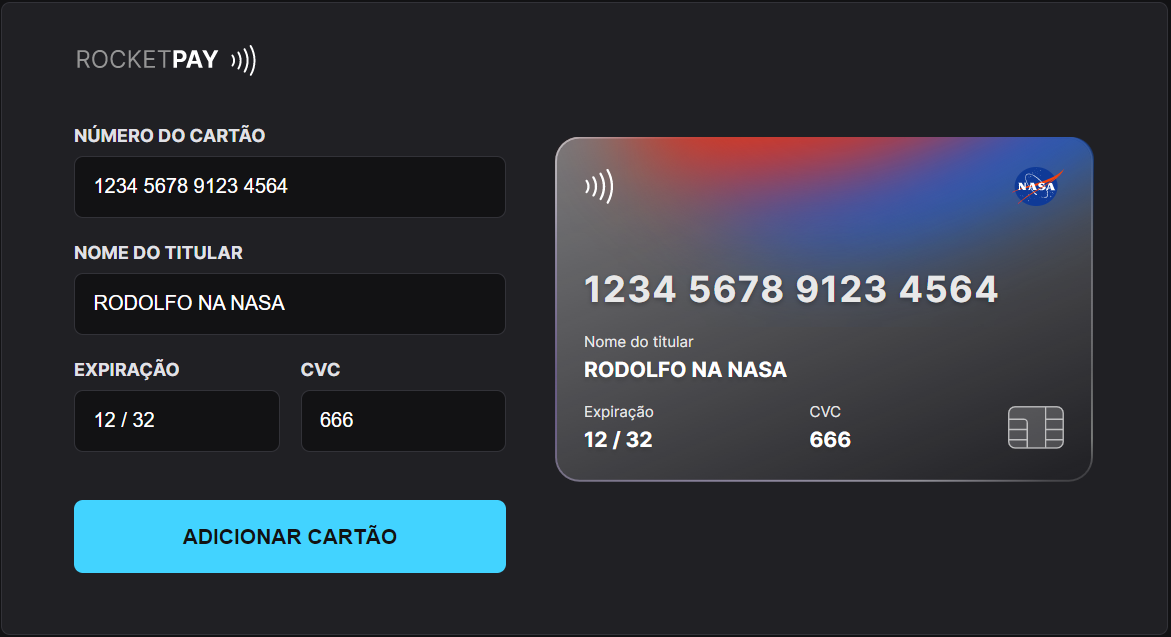 ROCKETPAY
NÚMERO DO CARTÃO
1234 5678 9123 4564
NOME DO TITULAR
RODOLFO NA NASA
EXPIRAÇÃO CVC
12 / 32 666
ADICIONAR CARTÃO
NASA
1234 5678 9123 4564
Nome do titular
RODOLFO NA NASA
Expiração CVC
12 / 32 666